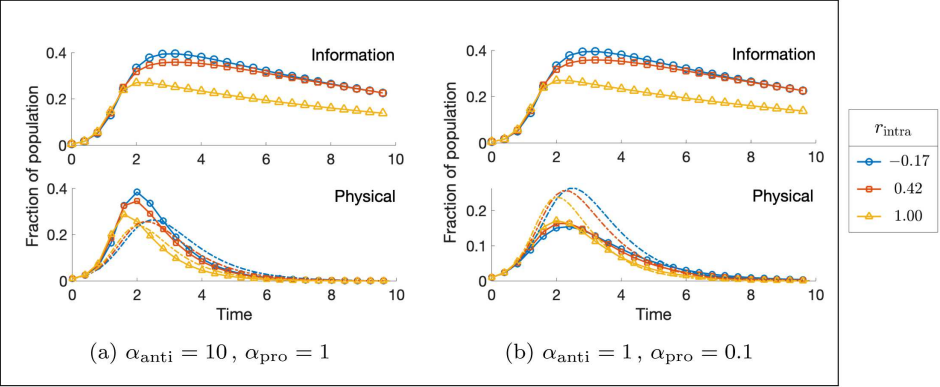 0.4
Information
0.2
0
0 2 4 6 8 10
Fraction of population
0.4
Physical
0.2
0
0 2 4 6 8 10
Time
(a) α_anti = 10 , α_pro = 1
0.4
Information
0.2
0
0 2 4 6 8 10
Fraction of population
Physical
0.2
0.1
0
0 2 4 6 8 10
Time
(b) α_anti = 1 , α_pro = 0.1
r_intra
−0.17
0.42
1.00